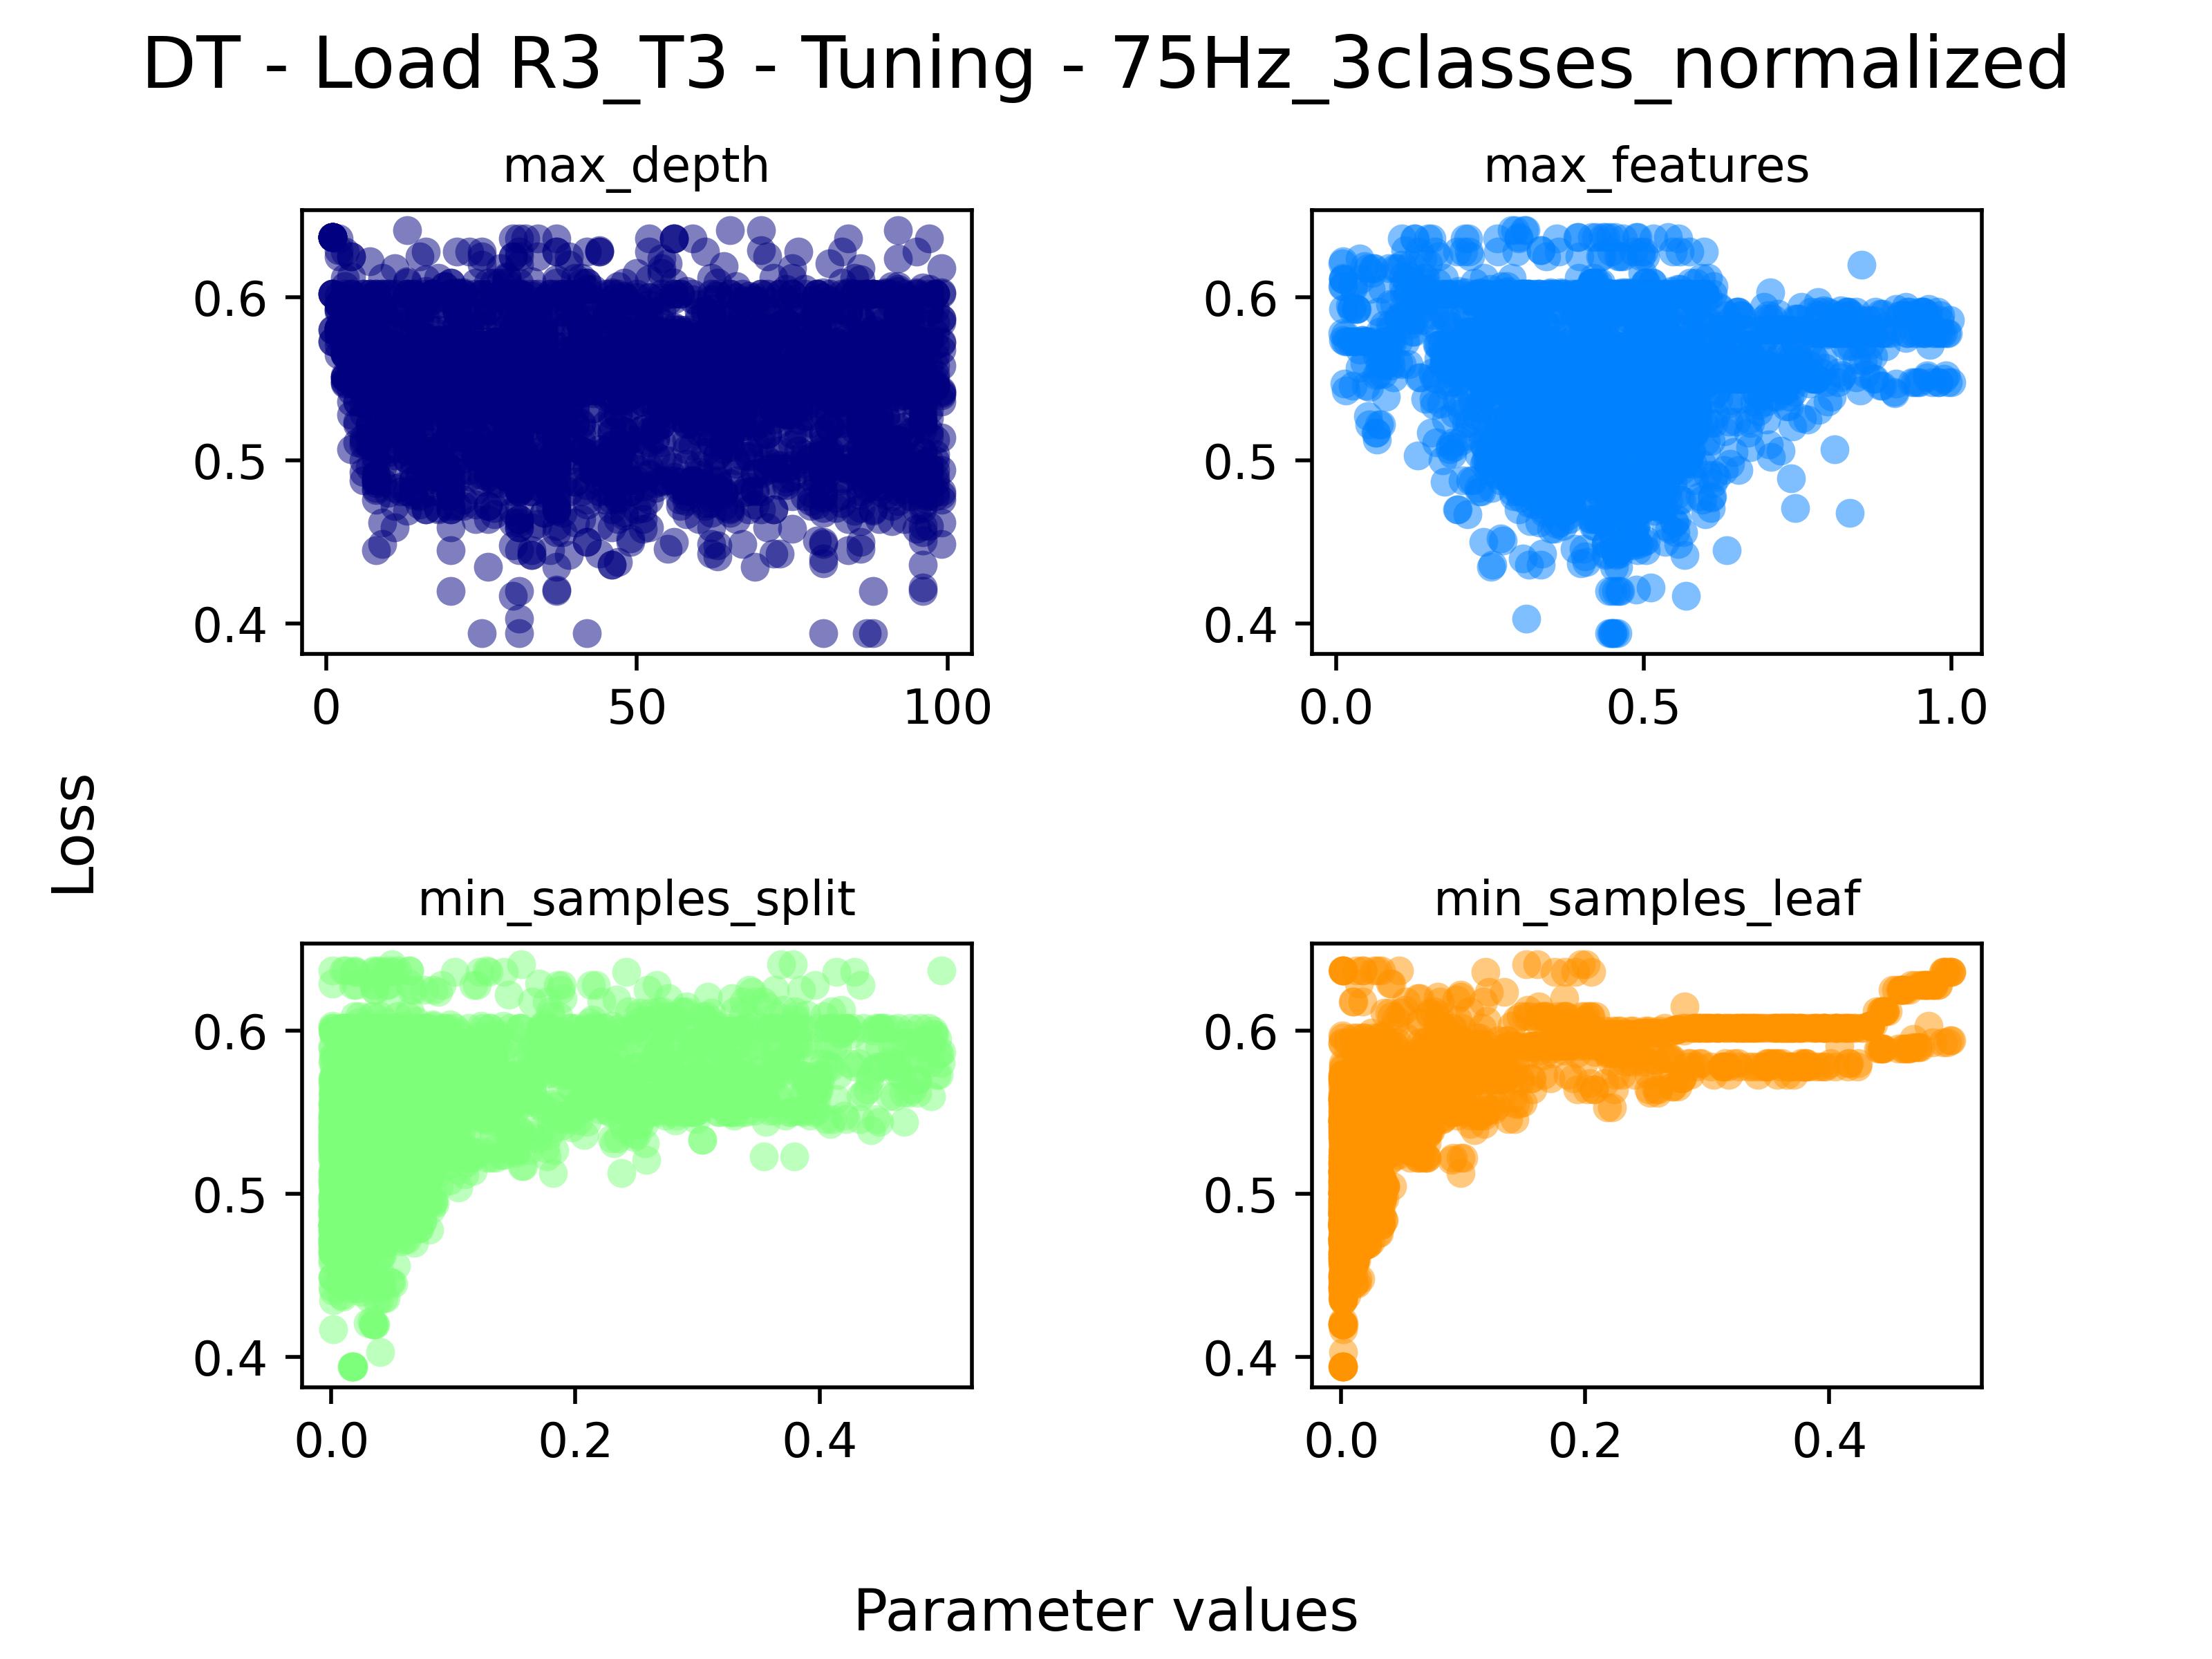 DT - Load R3_T3 - Tuning - 75Hz_3classes_normalized
max_depth
max_features
0.6
0.5
0.4
0 50 100
0.6
0.5
0.4
0.0 0.5 1.0
Loss
min_samples_split
min_samples_leaf
0.6
0.5
0.4
0.0 0.2 0.4
0.6
0.5
0.4
0.0 0.2 0.4
Parameter values